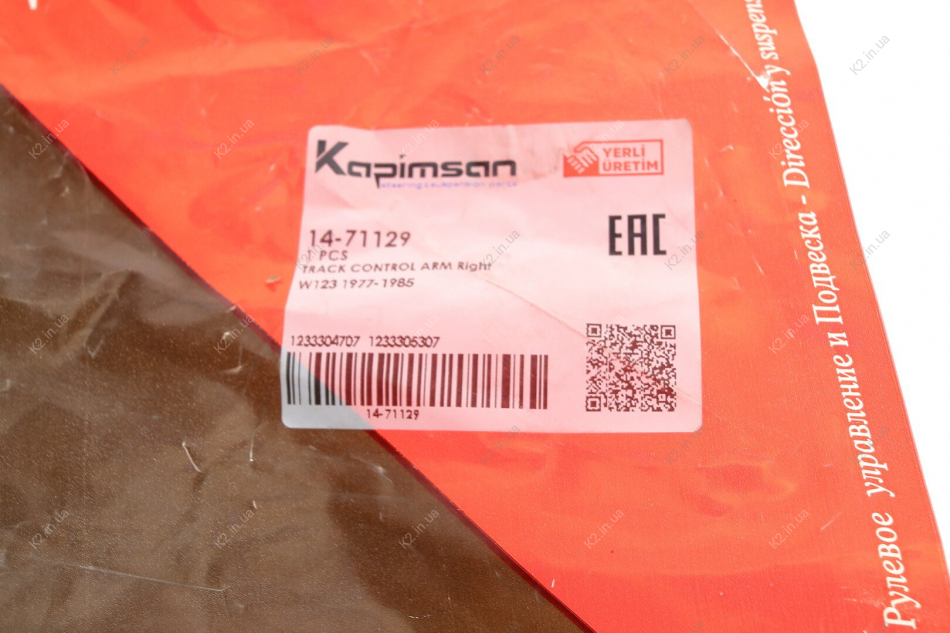 Kapimsan
steering & suspension parts
YERLİ
ÜRETİM
14-71129
1 PCS
TRACK CONTROL ARM Right
W123 1977-1985
EAC
1233304707 1233306307
14-71129
Рулевое управление и Подвеска - Dirección y suspens
K2.in.ua